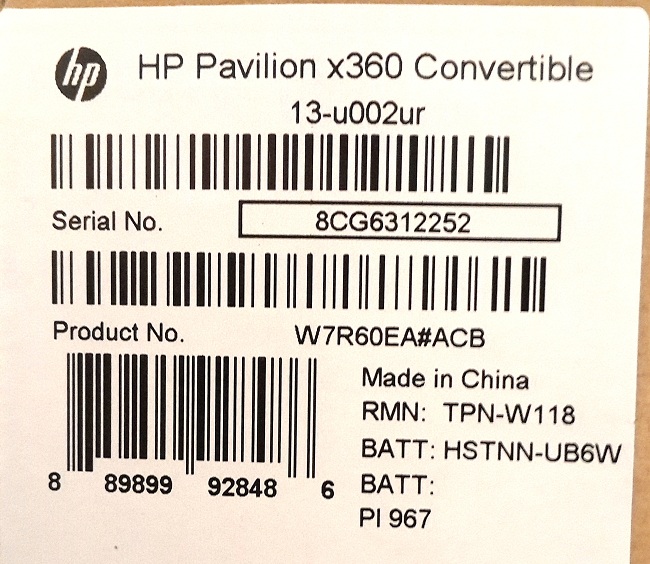 hp HP Pavilion x360 Convertible
13-u002ur
Serial No. 8CG6312252
Product No. W7R60EA#ACB
Made in China
RMN: TPN-W118
BATT: HSTNN-UB6W
8 89899 92848 6 BATT:
PI 967